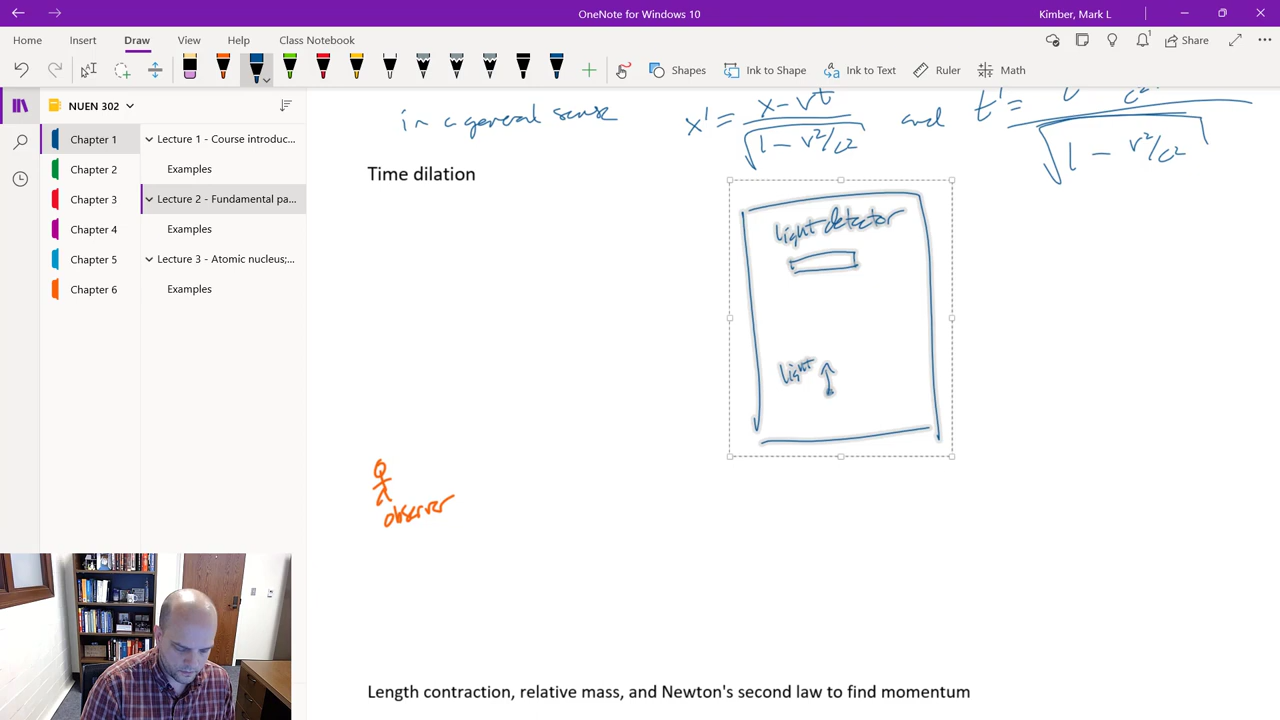 OneNote for Windows 10
Kimber, Mark L
Home Insert Draw View Help Class Notebook
Share
Shapes Ink to Shape Ink to Text Ruler Math
NUEN 302
Chapter 1
Chapter 2
Chapter 3
Chapter 4
Chapter 5
Chapter 6
Lecture 1 - Course introduc...
Examples
Lecture 2 - Fundamental pa...
Examples
Lecture 3 - Atomic nucleus;...
Examples
in a general sense x' = x - vt / √1 - v²/c² and t' = / √1 - v²/c²
Time dilation
light detector
light
observer
Length contraction, relative mass, and Newton's second law to find momentum